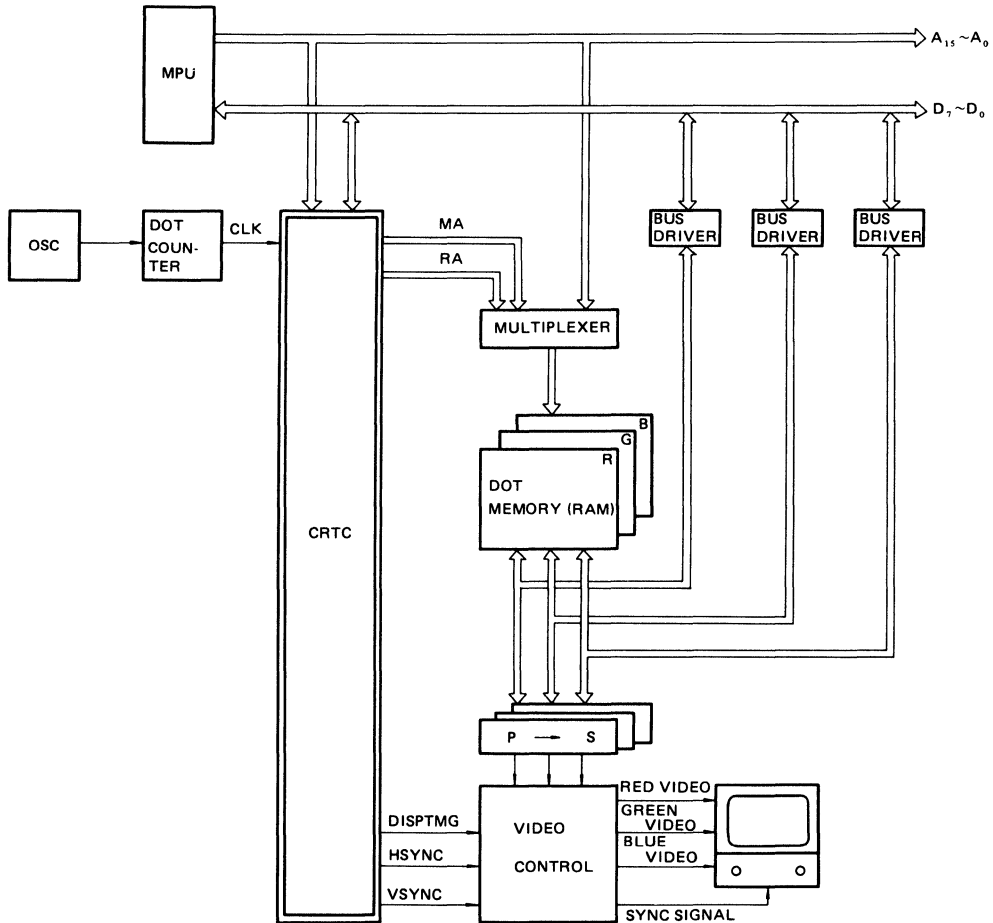 A₁₅~A₀
MPU
D₇~D₀
OSC
DOT
COUN-
TER
CLK
MA
RA
BUS
DRIVER
BUS
DRIVER
BUS
DRIVER
MULTIPLEXER
B
G
R
DOT
MEMORY (RAM)
CRTC
P S
DISPTMG
HSYNC
VSYNC
VIDEO
CONTROL
RED VIDEO
GREEN
VIDEO
BLUE
VIDEO
SYNC SIGNAL